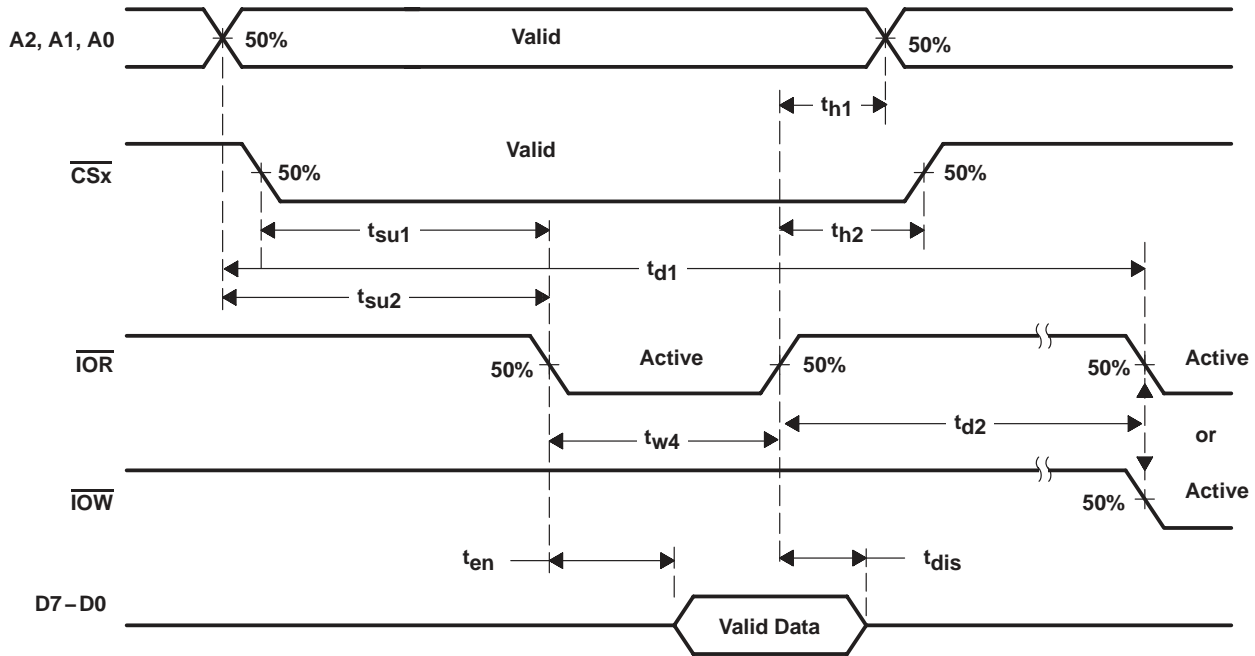 A2, A1, A0
50%
Valid
50%
th1
CSx
50%
Valid
50%
tsu1
th2
td1
tsu2
IOR
50%
Active
50%
50%
Active
tw4
td2
or
IOW
50%
Active
ten
tdis
D7–D0
Valid Data